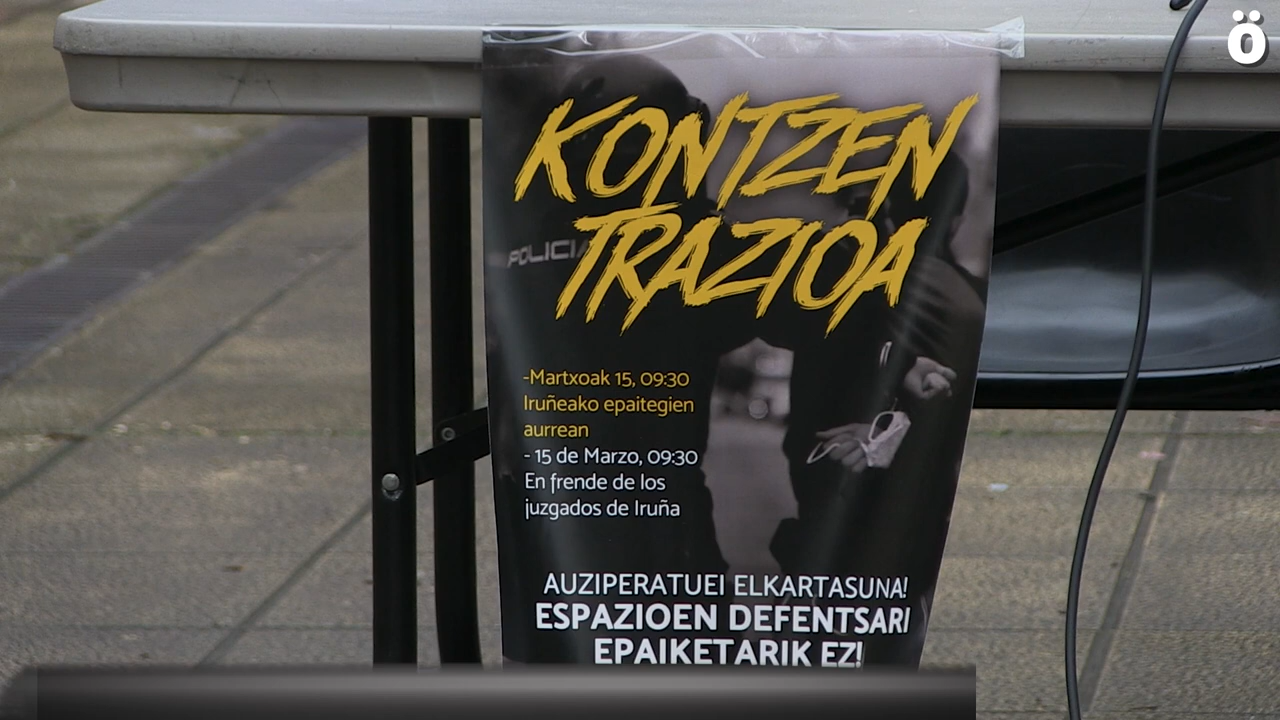 ö
KONTZEN
TRAZIOA
POLICIA
-Martxoak 15, 09:30
Iruñeako epaitegien
aurrean
- 15 de Marzo, 09:30
En frende de los
juzgados de Iruña
AUZIPERATUEI ELKARTASUNA!
ESPAZIOEN DEFENTSARI
EPAIKETARIK EZ!